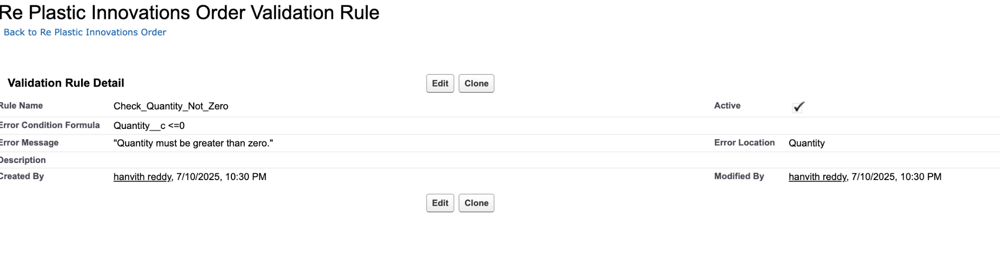 Re Plastic Innovations Order Validation Rule
Back to Re Plastic Innovations Order
Validation Rule Detail Edit Clone
Rule Name Check_Quantity_Not_Zero Active
Error Condition Formula Quantity__c <=0
Error Message "Quantity must be greater than zero." Error Location Quantity
Description
Created By hanvith reddy, 7/10/2025, 10:30 PM Modified By hanvith reddy, 7/10/2025, 10:30 PM
Edit Clone